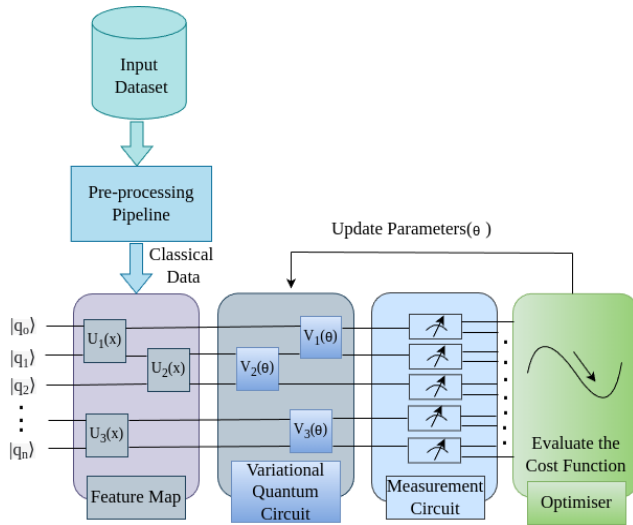 Input
Dataset
Pre-processing
Pipeline
Classical
Data
Update Parameters(θ )
|q₀⟩
|q₁⟩
|q₂⟩
⋮
|qₙ⟩
U₁(x)
U₂(x)
U₃(x)
V₁(θ)
V₂(θ)
V₃(θ)
Feature Map
Variational
Quantum
Circuit
Measurement
Circuit
Evaluate the
Cost Function
Optimiser